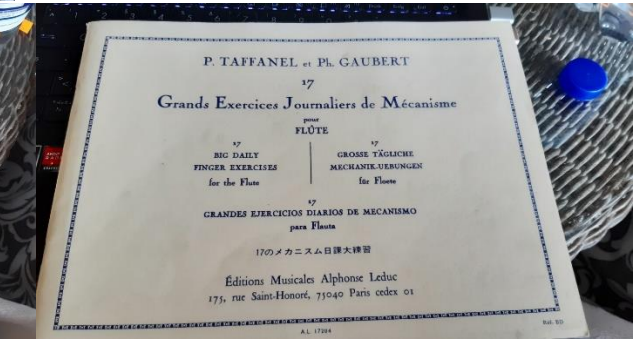 P. TAFFANEL et Ph. GAUBERT
17
Grands Exercices Journaliers de Mécanisme
pour
FLÛTE
17
BIG DAILY
FINGER EXERCISES
for the Flute
17
GROSSE TÄGLICHE
MECHANIK-UEBUNGEN
für Floete
17
GRANDES EJERCICIOS DIARIOS DE MECANISMO
para Flauta
17のメカニスム日課大練習
Éditions Musicales Alphonse Leduc
175, rue Saint-Honoré, 75040 Paris cedex 01
A.L. 17204